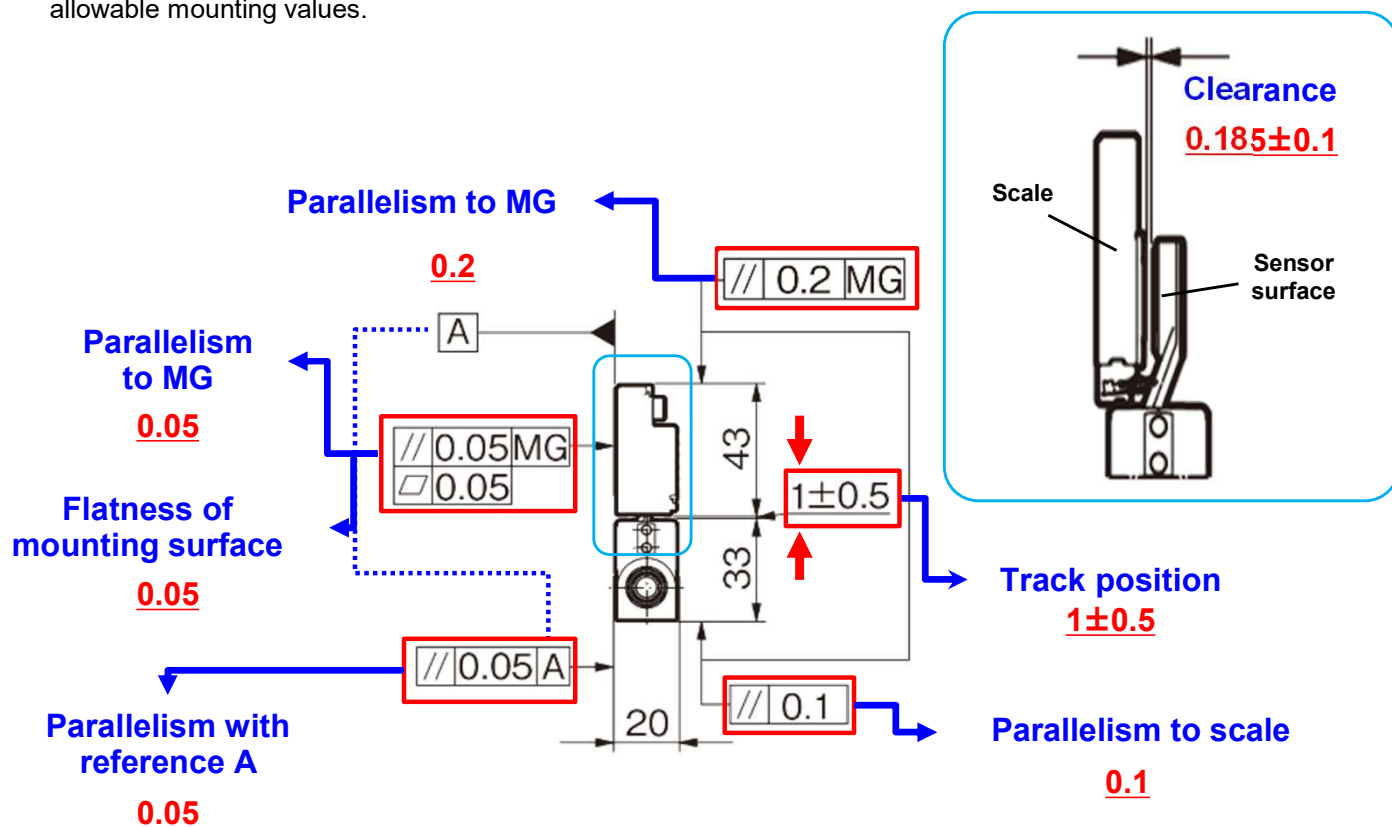 allowable mounting values.
Clearance
0.185±0.1
Scale
Sensor
surface
Parallelism to MG
0.2
// 0.2 MG
A
Parallelism
to MG
0.05
// 0.05 MG
⏥ 0.05
43
1±0.5
Flatness of
mounting surface
0.05
33
Track position
1±0.5
// 0.05 A
// 0.1
20
Parallelism with
reference A
0.05
Parallelism to scale
0.1